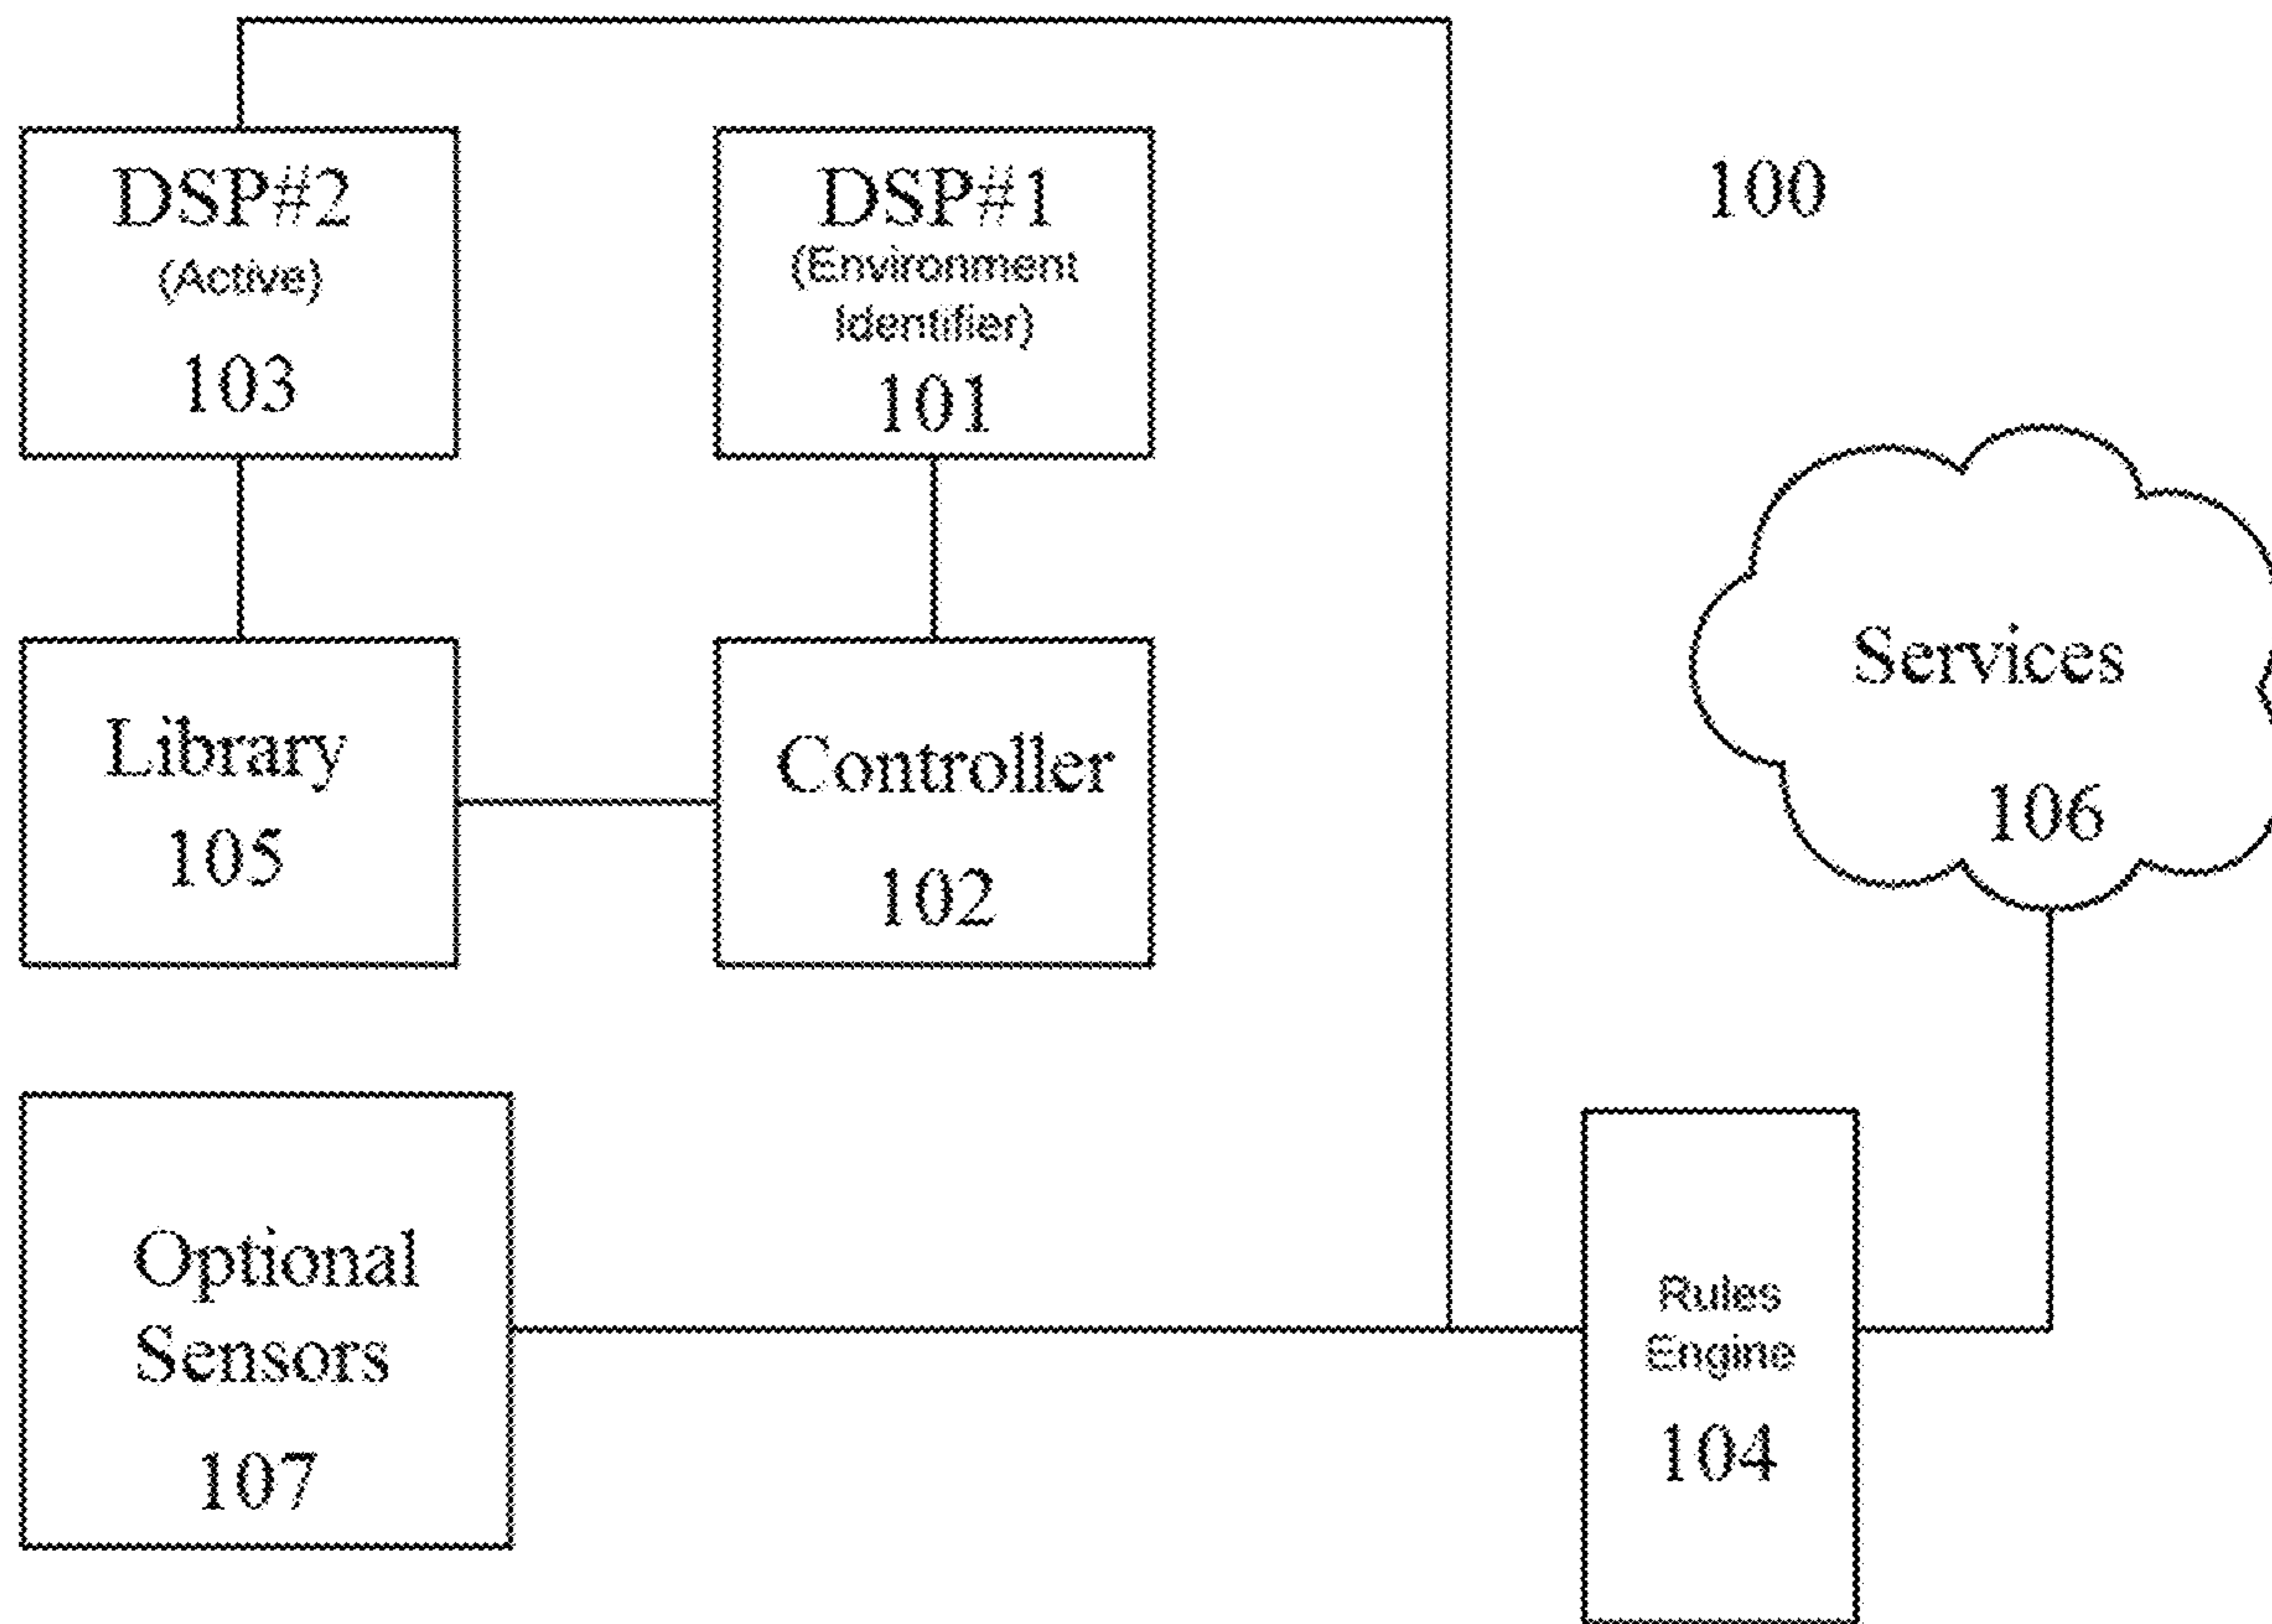 DSP#2
(Active)
103
DSP#1
(Environment
Identifier)
101
100
Library
105
Controller
102
Services
106
Optional
Sensors
107
Rules
Engine
104